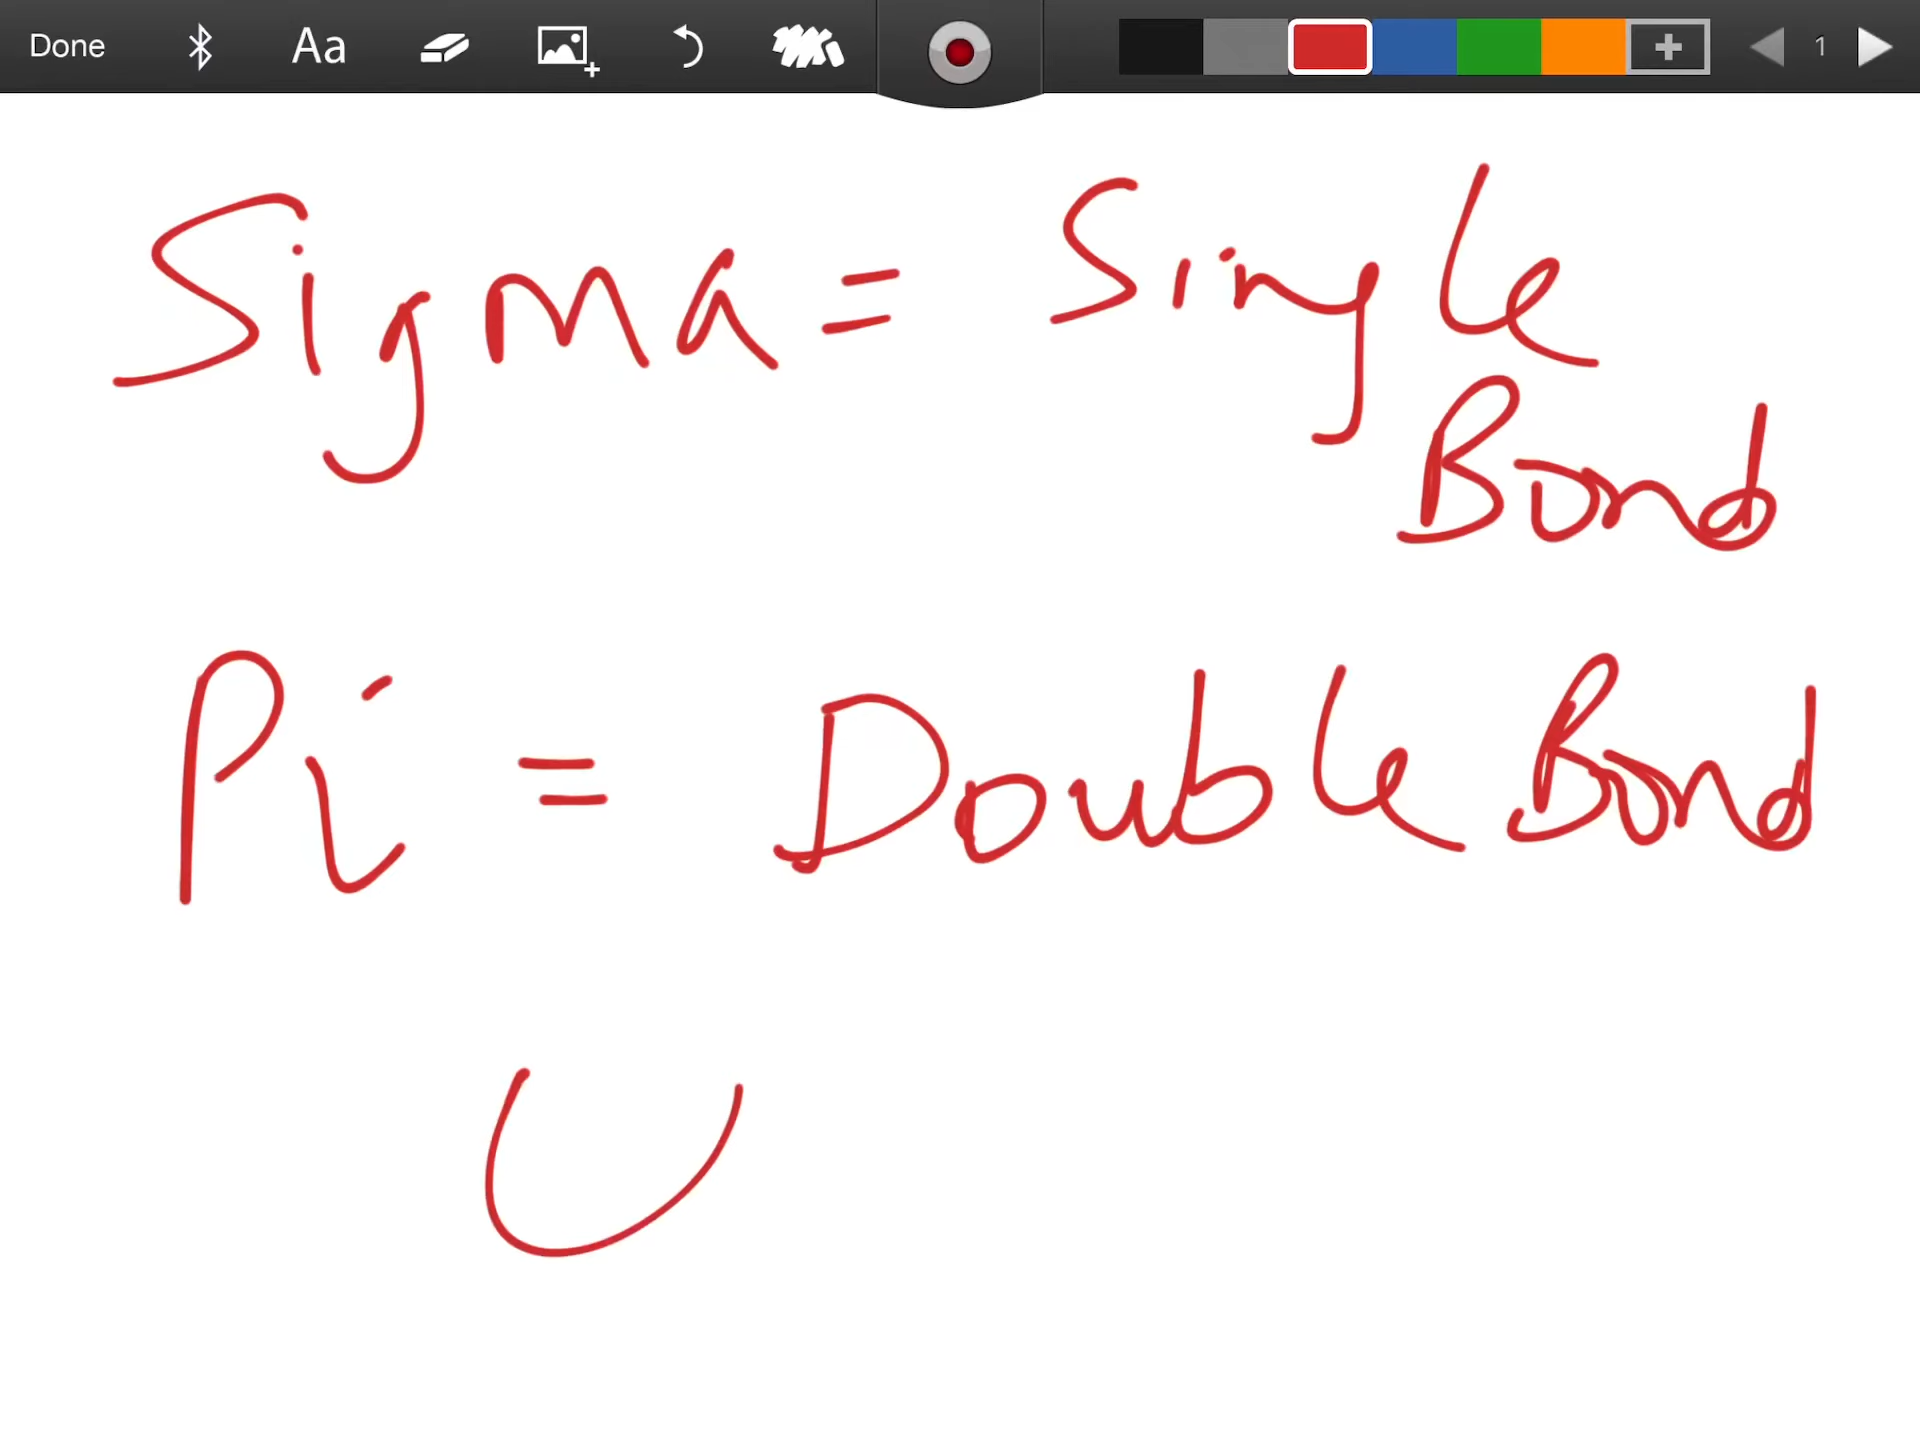 Done Aa 1
Sigma = Single
Bond
Pi = Double Bond
U